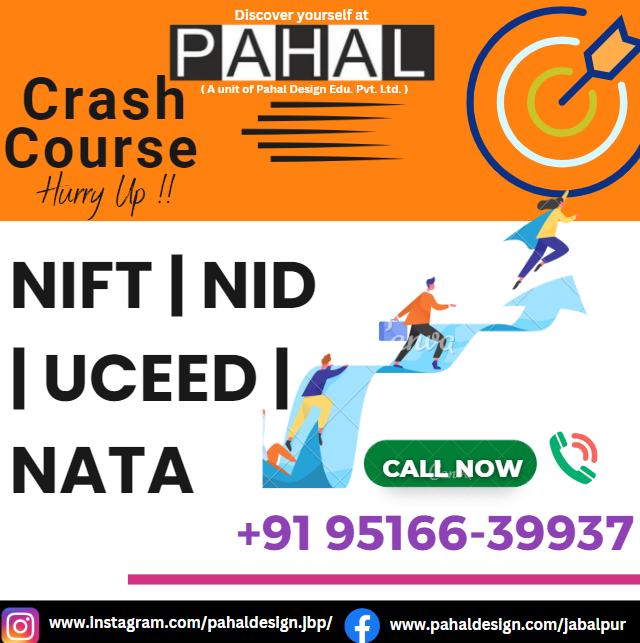 Discover yourself at
PAHAL
( A unit of Pahal Design Edu. Pvt. Ltd. )
Crash
Course
Hurry Up !!
NIFT | NID
| UCEED |
NATA
Canva
CALL NOW
+91 95166-39937
www.Instagram.com/pahaldesign.jbp/
www.pahaldesign.com/jabalpur